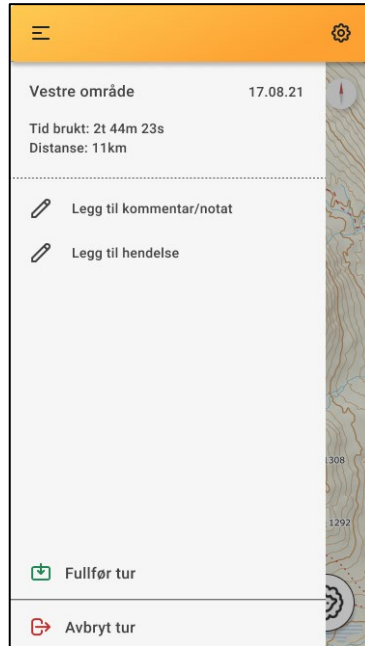 Vestre område 17.08.21
Tid brukt: 2t 44m 23s
Distanse: 11km
Legg til kommentar/notat
Legg til hendelse
1308
1292
Fullfør tur
Avbryt tur